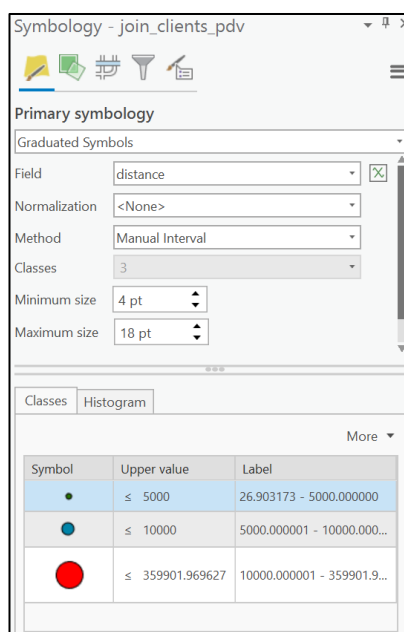 Symbology - join_clients_pdv
Primary symbology
Graduated Symbols
Field distance
Normalization <None>
Method Manual Interval
Classes 3
Minimum size 4 pt
Maximum size 18 pt
Classes Histogram
More
Symbol Upper value Label
≤ 5000 26.903173 - 5000.000000
≤ 10000 5000.000001 - 10000.000...
≤ 359901.969627 10000.000001 - 359901.9...